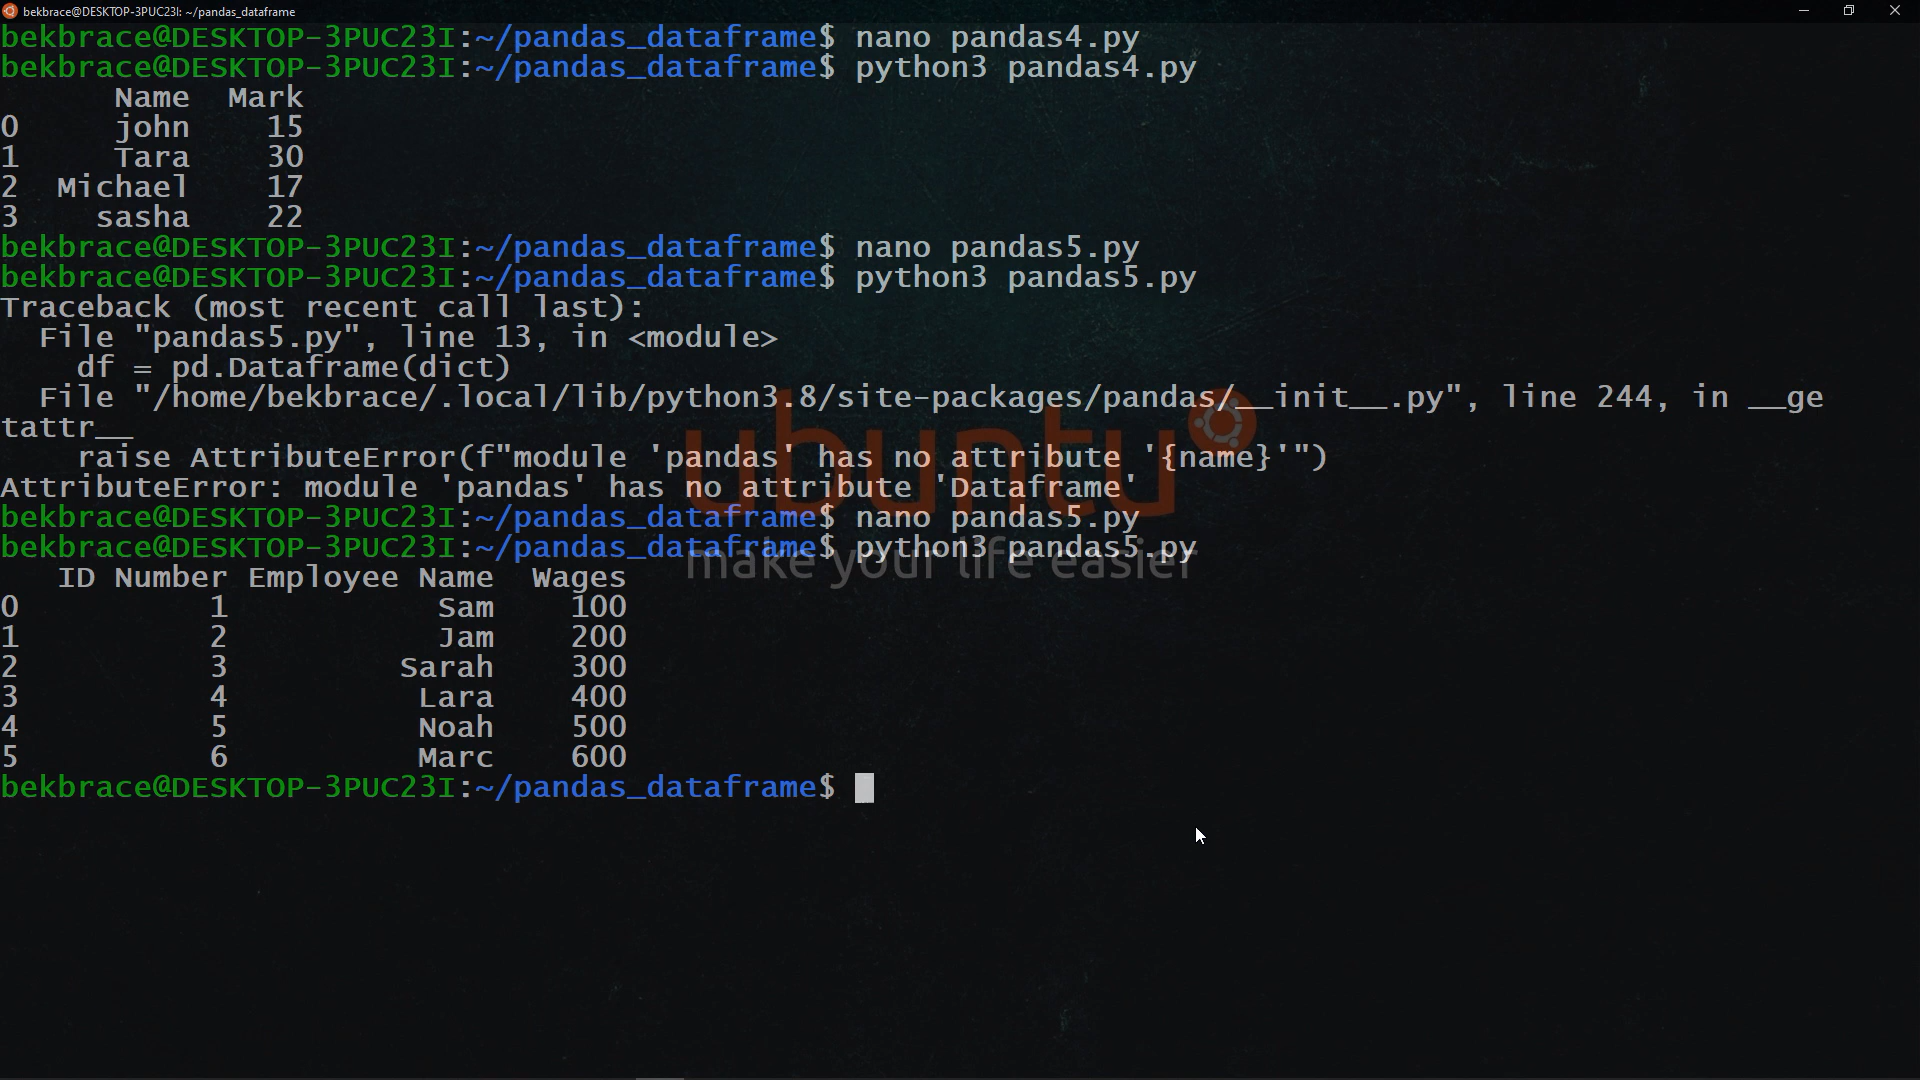 bekbrace@DESKTOP-3PUC23I: ~/pandas_dataframe
bekbrace@DESKTOP-3PUC23I:~/pandas_dataframe$ nano pandas4.py
bekbrace@DESKTOP-3PUC23I:~/pandas_dataframe$ python3 pandas4.py
Name Mark
0 john 15
1 Tara 30
2 Michael 17
3 sasha 22
bekbrace@DESKTOP-3PUC23I:~/pandas_dataframe$ nano pandas5.py
bekbrace@DESKTOP-3PUC23I:~/pandas_dataframe$ python3 pandas5.py
Traceback (most recent call last):
File "pandas5.py", line 13, in <module>
df = pd.Dataframe(dict)
File "/home/bekbrace/.local/lib/python3.8/site-packages/pandas/__init__.py", line 244, in __ge
tattr__
raise AttributeError(f"module 'pandas' has no attribute '{name}'")
AttributeError: module 'pandas' has no attribute 'Dataframe'
bekbrace@DESKTOP-3PUC23I:~/pandas_dataframe$ nano pandas5.py
bekbrace@DESKTOP-3PUC23I:~/pandas_dataframe$ python3 pandas5.py
ID Number Employee Name Wages
0 1 Sam 100
1 2 Jam 200
2 3 Sarah 300
3 4 Lara 400
4 5 Noah 500
5 6 Marc 600
bekbrace@DESKTOP-3PUC23I:~/pandas_dataframe$
ubuntu
make your life easier